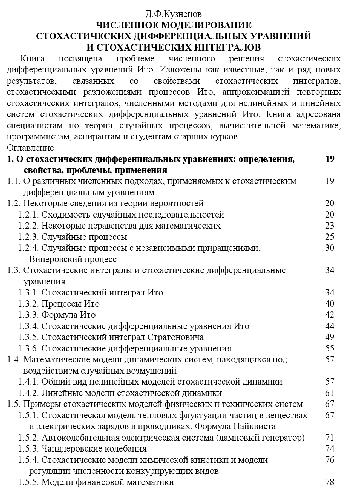 Д.Ф.Кузнецов
ЧИСЛЕННОЕ МОДЕЛИРОВАНИЕ
СТОХАСТИЧЕСКИХ ДИФФЕРЕНЦИАЛЬНЫХ УРАВНЕНИЙ
И СТОХАСТИЧЕСКИХ ИНТЕГРАЛОВ
Книга посвящена проблеме численного решения стохастических
дифференциальных уравнений Ито. Изложены как известные, так и ряд новых
результатов, связанных со свойствами стохастических интегралов,
стохастическими разложениями процессов Ито, аппроксимацией повторных
стохастических интегралов, численными методами для нелинейных и линейных
систем стохастических дифференциальных уравнений Ито. Книга адресована
специалистам по теории случайных процессов, вычислительной математике,
программистам, аспирантам и студентам старших курсов.
Оглавление
1. О стохастических дифференциальных уравнениях: определения, 19
свойства, проблемы, применения
1.1. О различных численных подходах, применяемых к стохастическим 19
дифференциальным уравнениям
1.2. Некоторые сведения из теории вероятностей 20
1.2.1. Сходимость случайных последовательностей 20
1.2.2. Некоторые неравенства для математических 23
1.2.3. Случайные процессы 25
1.2.4. Случайные процессы с независимыми приращениями. 30
Винеровский процесс
1.3. Стохастические интегралы и стохастические дифференциальные 34
уравнения
1.3.1. Стохастический интеграл Ито 34
1.3.2. Процессы Ито 40
1.3.3. Формула Ито 42
1.3.4. Стохастические дифференциальные уравнения Ито 44
1.3.5. Стохастический интеграл Стратоновича 49
1.3.6. Стохастические дифференциальные уравнения 55
1.4. Математические модели динамических систем, находящихся под 57
воздействием случайных возмущений
1.4.1. Общий вид нелинейных моделей стохастической динамики 57
1.4.2. Линейные модели стохастической динамики 61
1.5. Примеры стохастических моделей физических и технических систем 67
1.5.1. Стохастическая модель тепловых флуктуаций частиц в веществах 67
и электрических зарядов в проводниках. Формула Найквиста
1.5.2. Автоколебательная электрическая система (ламповый генератор) 71
1.5.3. Чандлеровские колебания 74
1.5.4. Стохастические модели химической кинетики и модели 76
регуляции численности конкурирующих видов
1.5.5. Модели финансовой математики 78